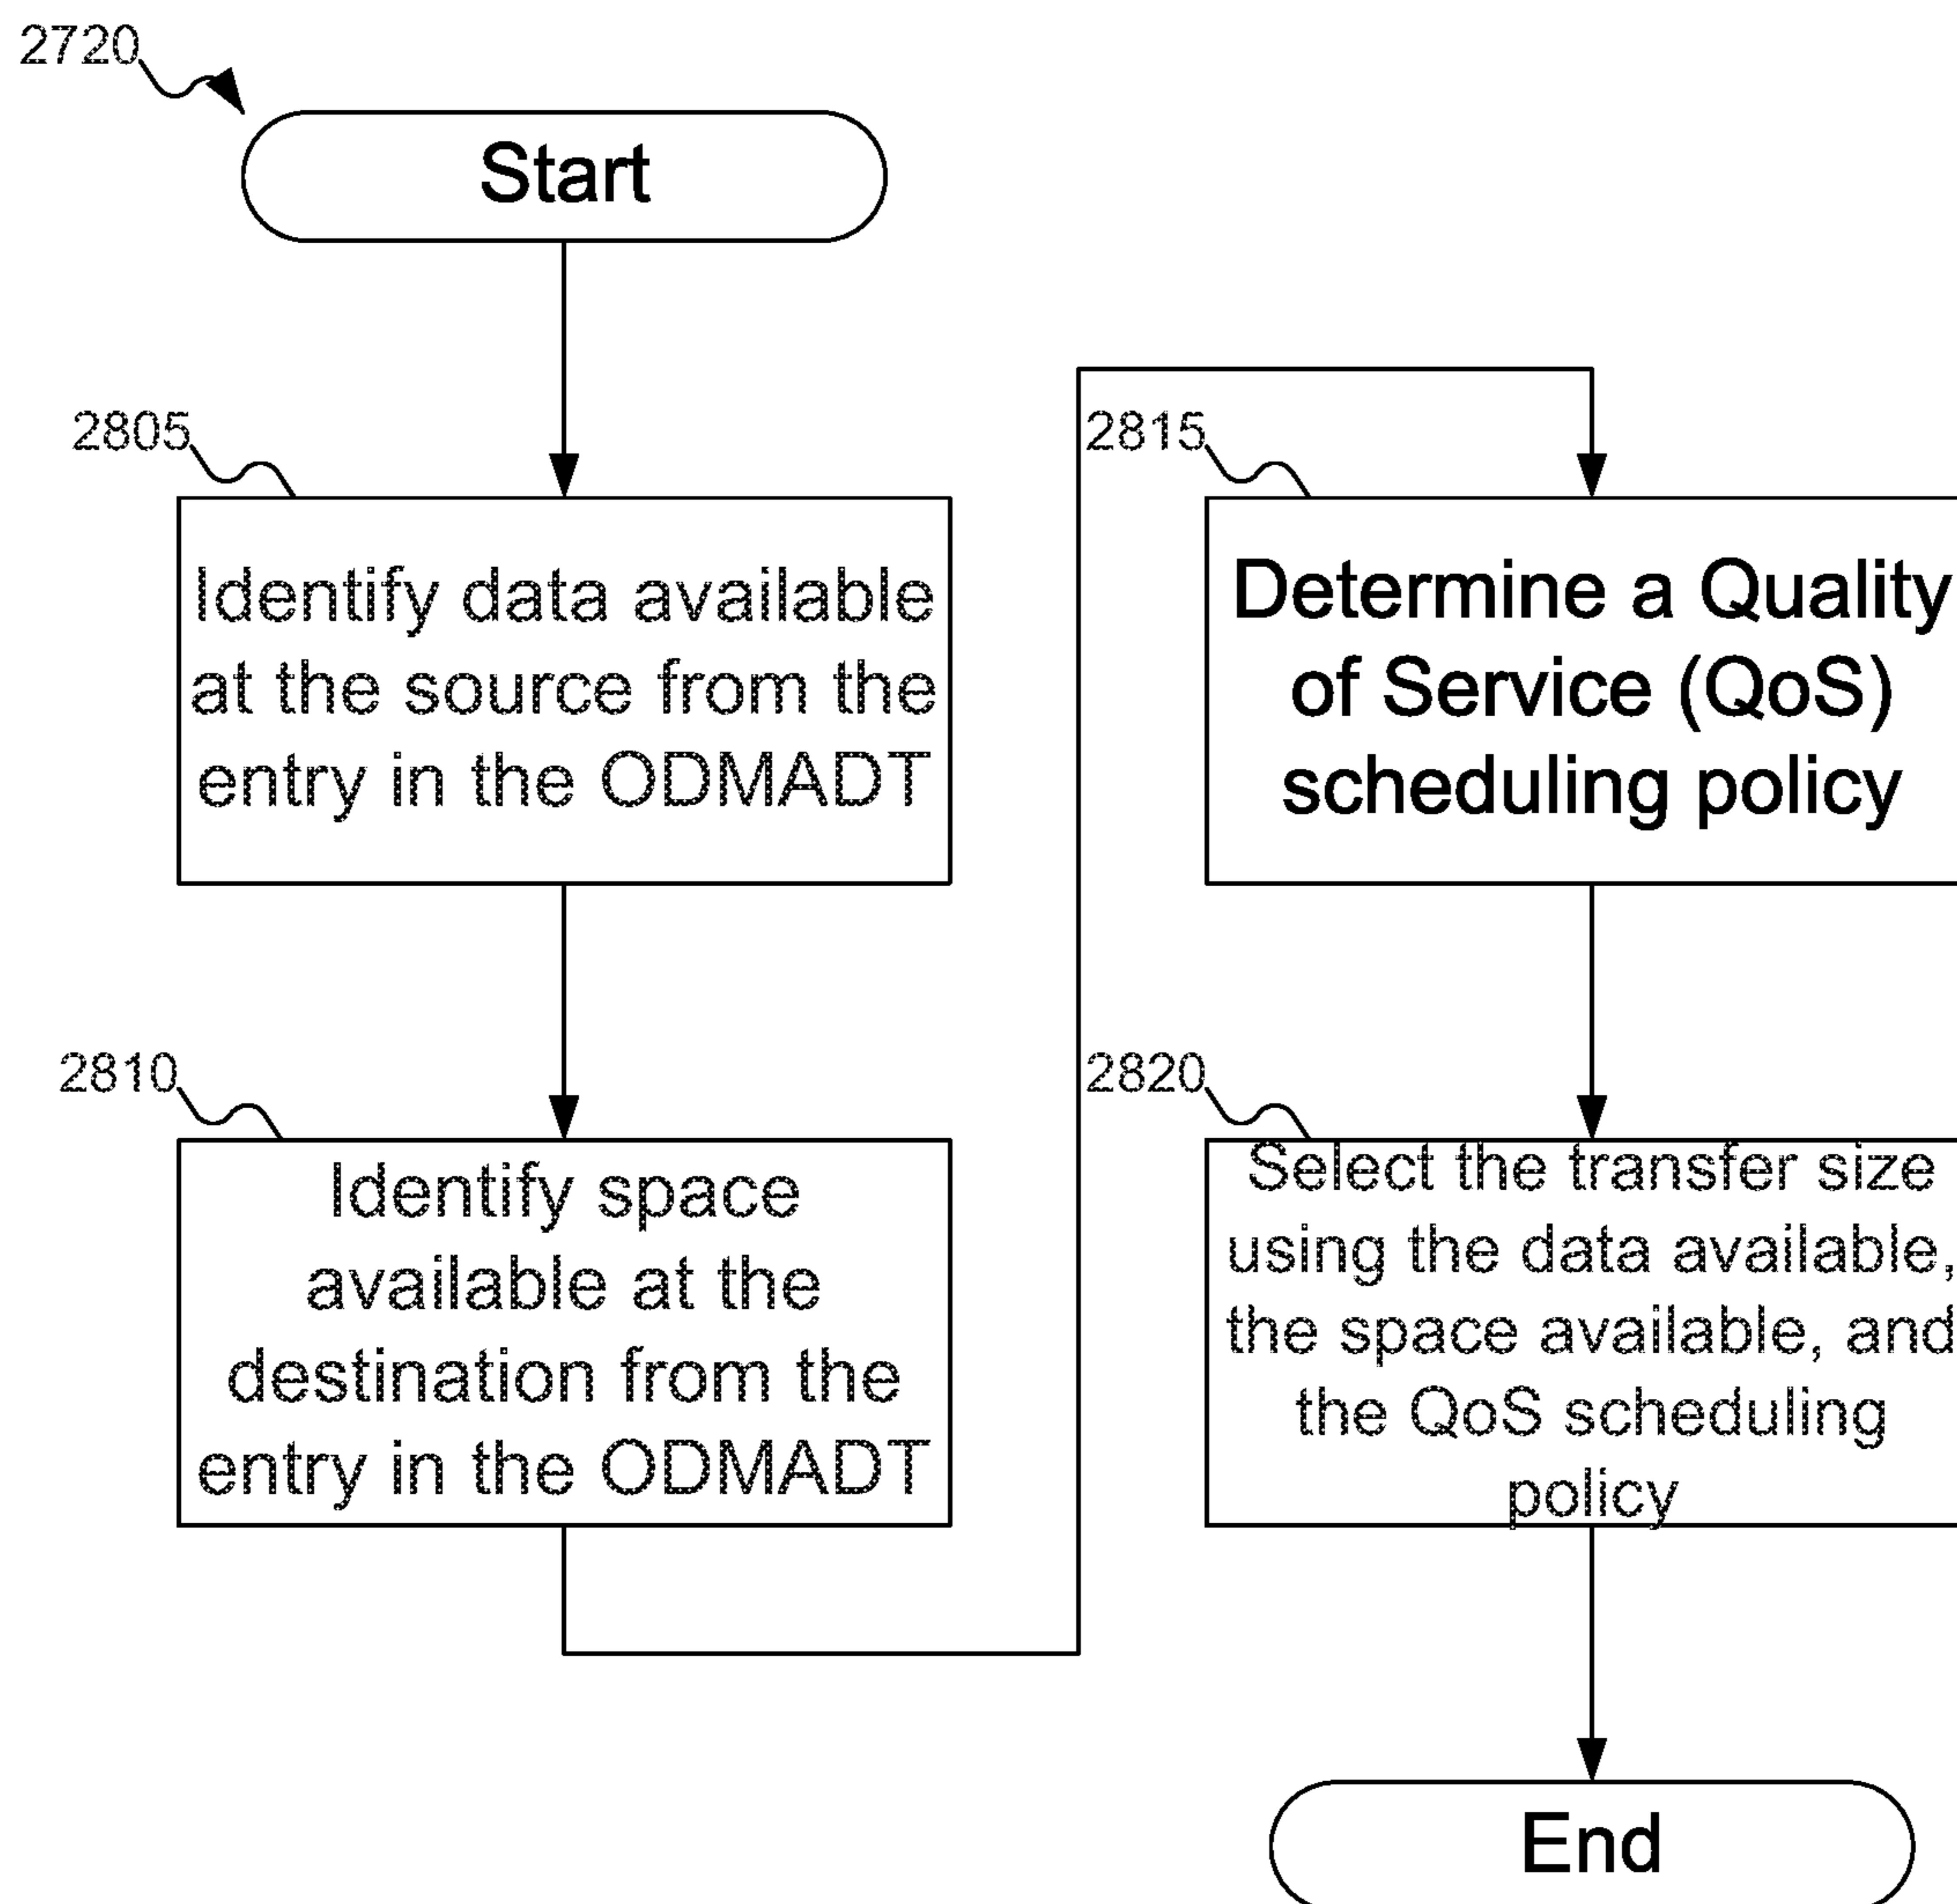 2720
Start
2805
Identify data available
at the source from the
entry in the ODMADT
2810
Identify space
available at the
destination from the
entry in the ODMADT
2815
Determine a Quality
of Service (QoS)
scheduling policy
2820
Select the transfer size
using the data available,
the space available, and
the QoS scheduling
policy
End